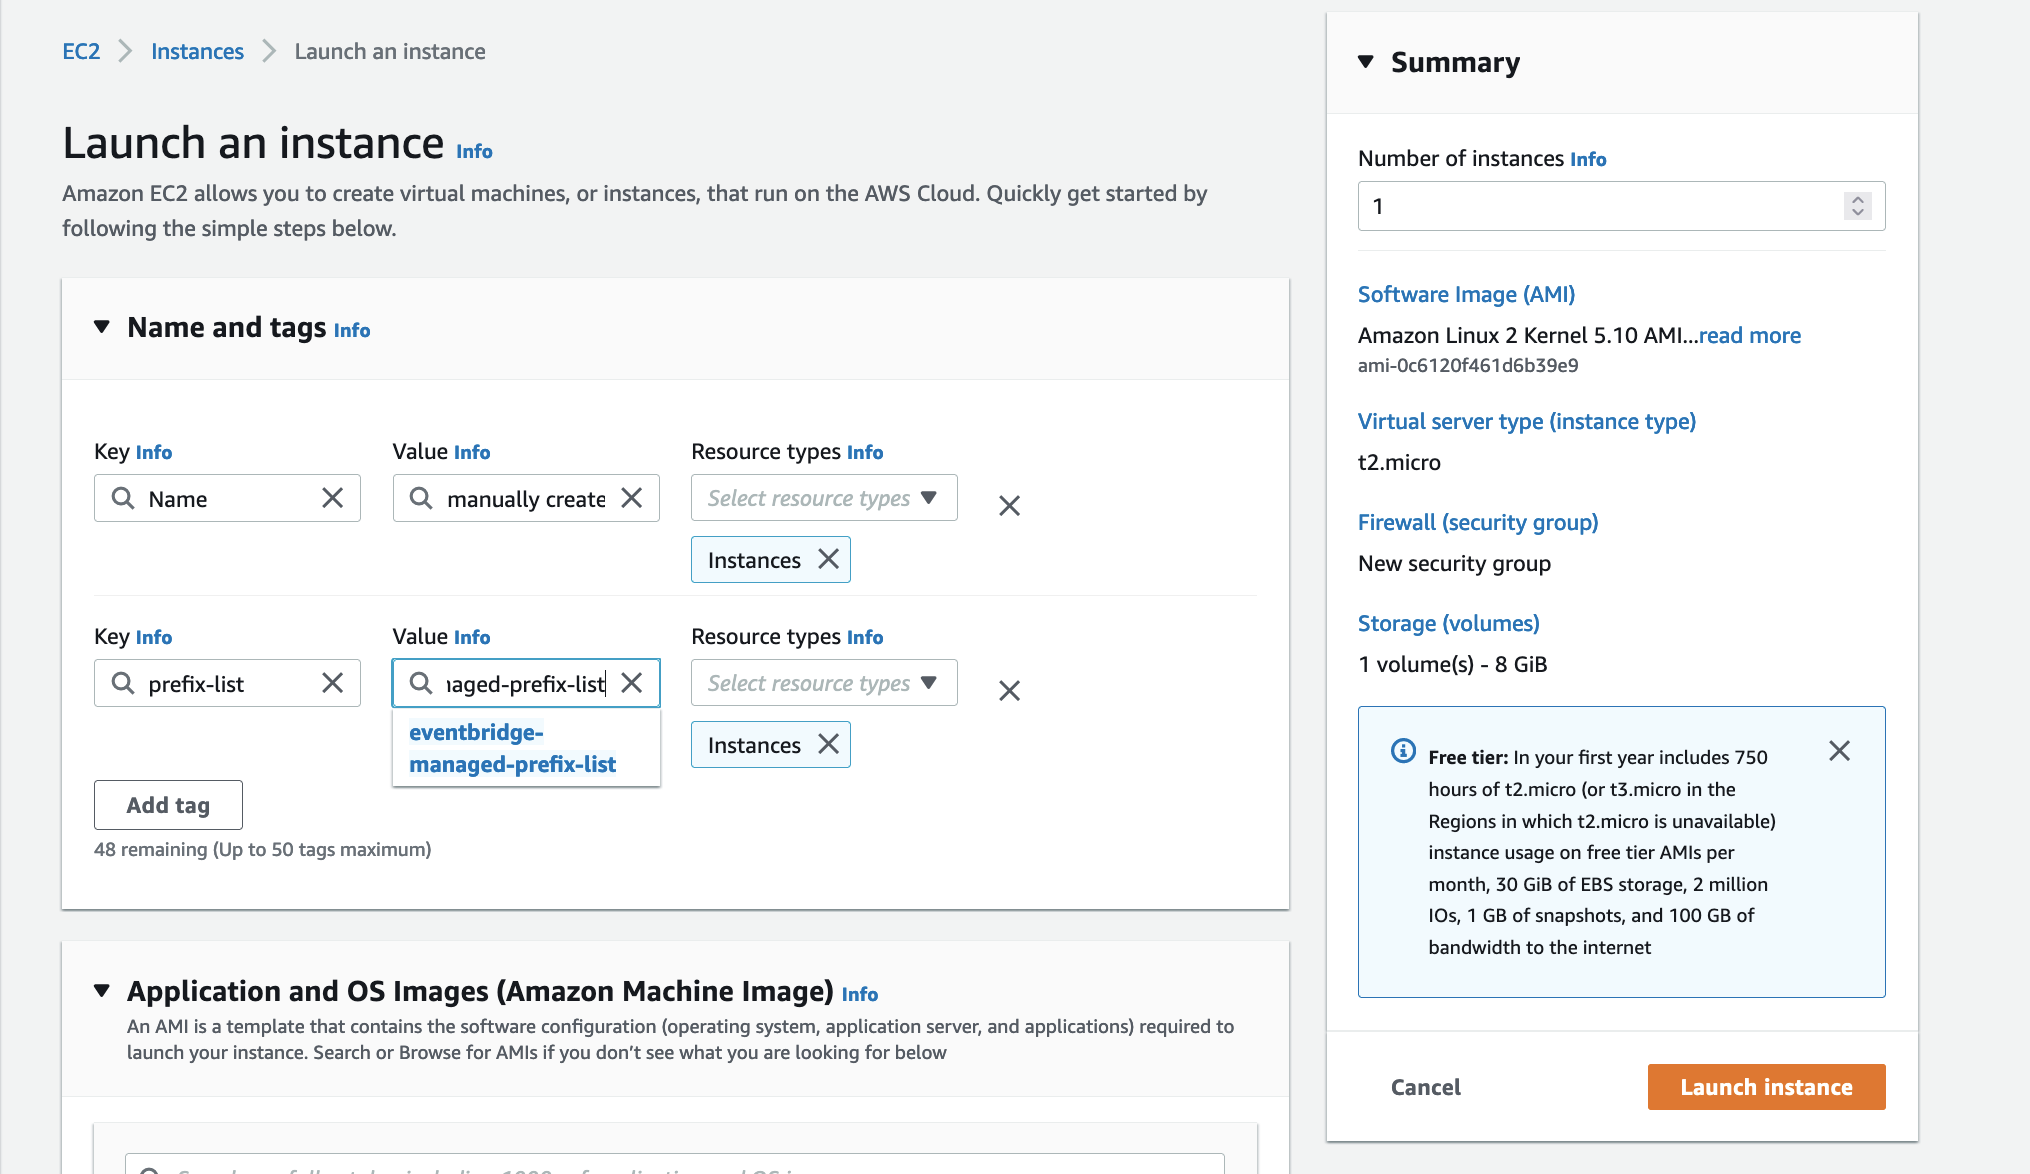 EC2 Instances Launch an instance
Launch an instance Info
Amazon EC2 allows you to create virtual machines, or instances, that run on the AWS Cloud. Quickly get started by
following the simple steps below.
Name and tags Info
Key Info
Value Info
Resource types Info
Name
manually create
Select resource types
Instances
Key Info
Value Info
Resource types Info
prefix-list
naged-prefix-list
Select resource types
eventbridge-
managed-prefix-list
Instances
Add tag
48 remaining (Up to 50 tags maximum)
Application and OS Images (Amazon Machine Image) Info
An AMI is a template that contains the software configuration (operating system, application server, and applications) required to
launch your instance. Search or Browse for AMIs if you don’t see what you are looking for below
Summary
Number of instances Info
1
Software Image (AMI)
Amazon Linux 2 Kernel 5.10 AMI...read more
ami-0c6120f461d6b39e9
Virtual server type (instance type)
t2.micro
Firewall (security group)
New security group
Storage (volumes)
1 volume(s) - 8 GiB
Free tier: In your first year includes 750
hours of t2.micro (or t3.micro in the
Regions in which t2.micro is unavailable)
instance usage on free tier AMIs per
month, 30 GiB of EBS storage, 2 million
IOs, 1 GB of snapshots, and 100 GB of
bandwidth to the internet
Cancel
Launch instance